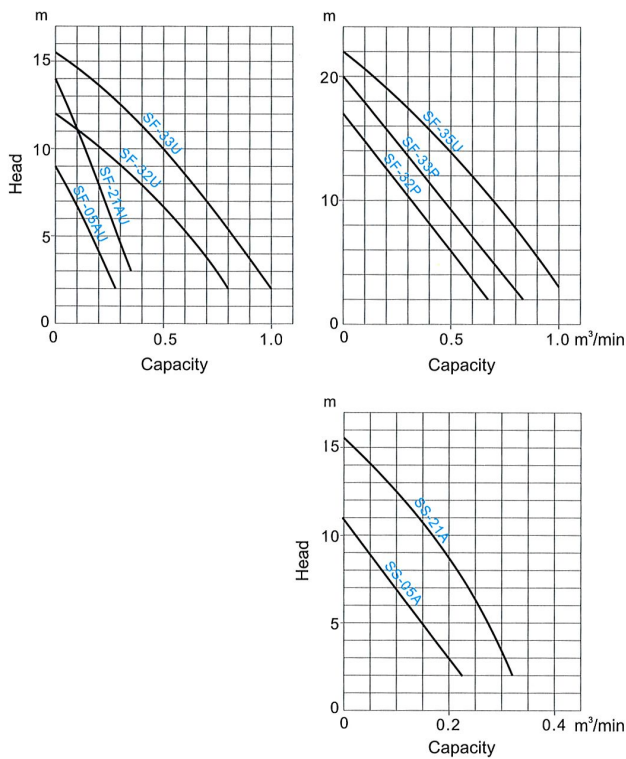 m
15
10
5
0
Head
SF-33U
SF-32U
SF-21AU
SF-05AU
0
0.5
1.0
Capacity
m
20
10
0
SF-35U
SF-33P
SF-32P
0
0.5
1.0 m³/min
Capacity
m
15
10
5
0
Head
SS-21A
SS-05A
0
0.2
0.4 m³/min
Capacity